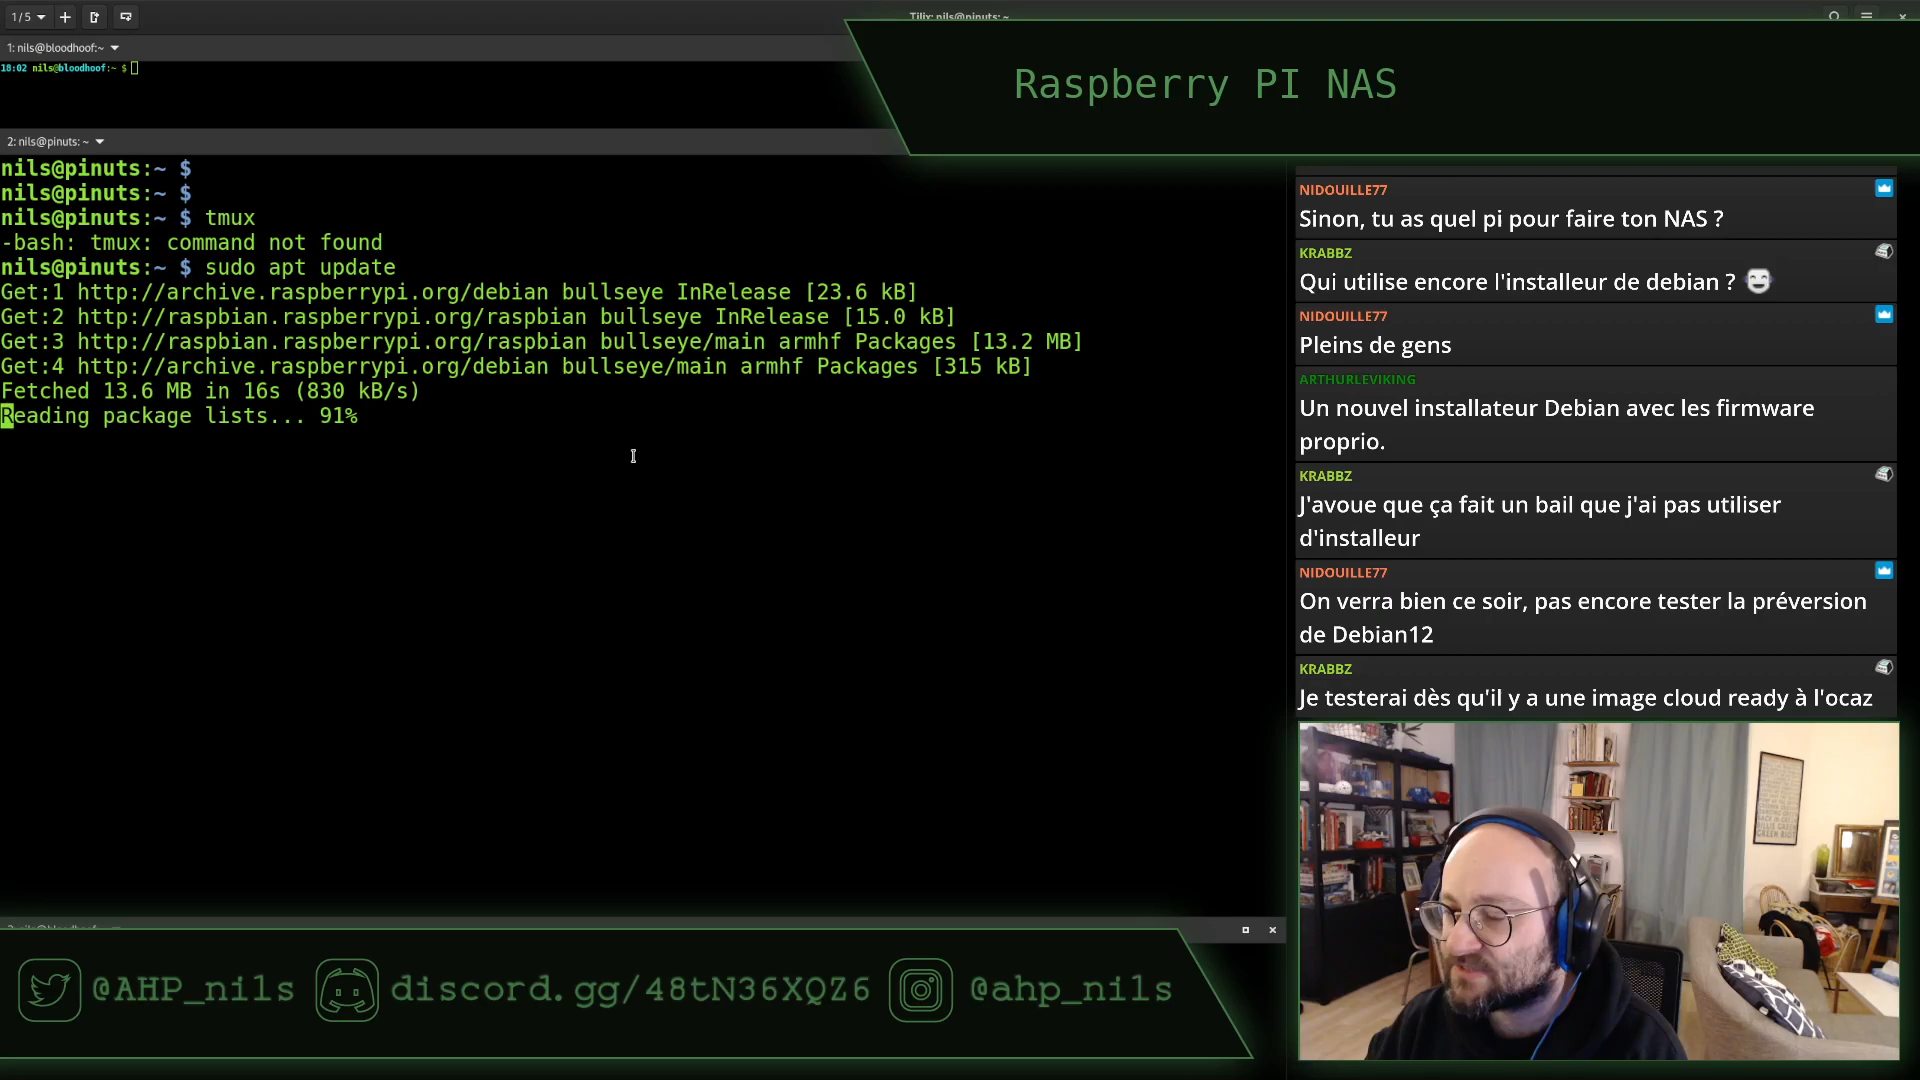 1/5
Tilix: nils@pinuts: ~
1: nils@bloodhoof:~
18:02 nils@bloodhoof:~ $
Raspberry PI NAS
2: nils@pinuts: ~
nils@pinuts:~ $
nils@pinuts:~ $
nils@pinuts:~ $ tmux
-bash: tmux: command not found
nils@pinuts:~ $ sudo apt update
Get:1 http://archive.raspberrypi.org/debian bullseye InRelease [23.6 kB]
Get:2 http://raspbian.raspberrypi.org/raspbian bullseye InRelease [15.0 kB]
Get:3 http://raspbian.raspberrypi.org/raspbian bullseye/main armhf Packages [13.2 MB]
Get:4 http://archive.raspberrypi.org/debian bullseye/main armhf Packages [315 kB]
Fetched 13.6 MB in 16s (830 kB/s)
Reading package lists... 91%
NIDOUILLE77
Sinon, tu as quel pi pour faire ton NAS ?
KRABBZ
Qui utilise encore l'installeur de debian ?
NIDOUILLE77
Pleins de gens
ARTHURLEVIKING
Un nouvel installateur Debian avec les firmware
proprio.
KRABBZ
J'avoue que ça fait un bail que j'ai pas utiliser
d'installeur
NIDOUILLE77
On verra bien ce soir, pas encore tester la préversion
de Debian12
KRABBZ
Je testerai dès qu'il y a une image cloud ready à l'ocaz
@AHP_nils
discord.gg/48tN36XQZ6
@ahp_nils